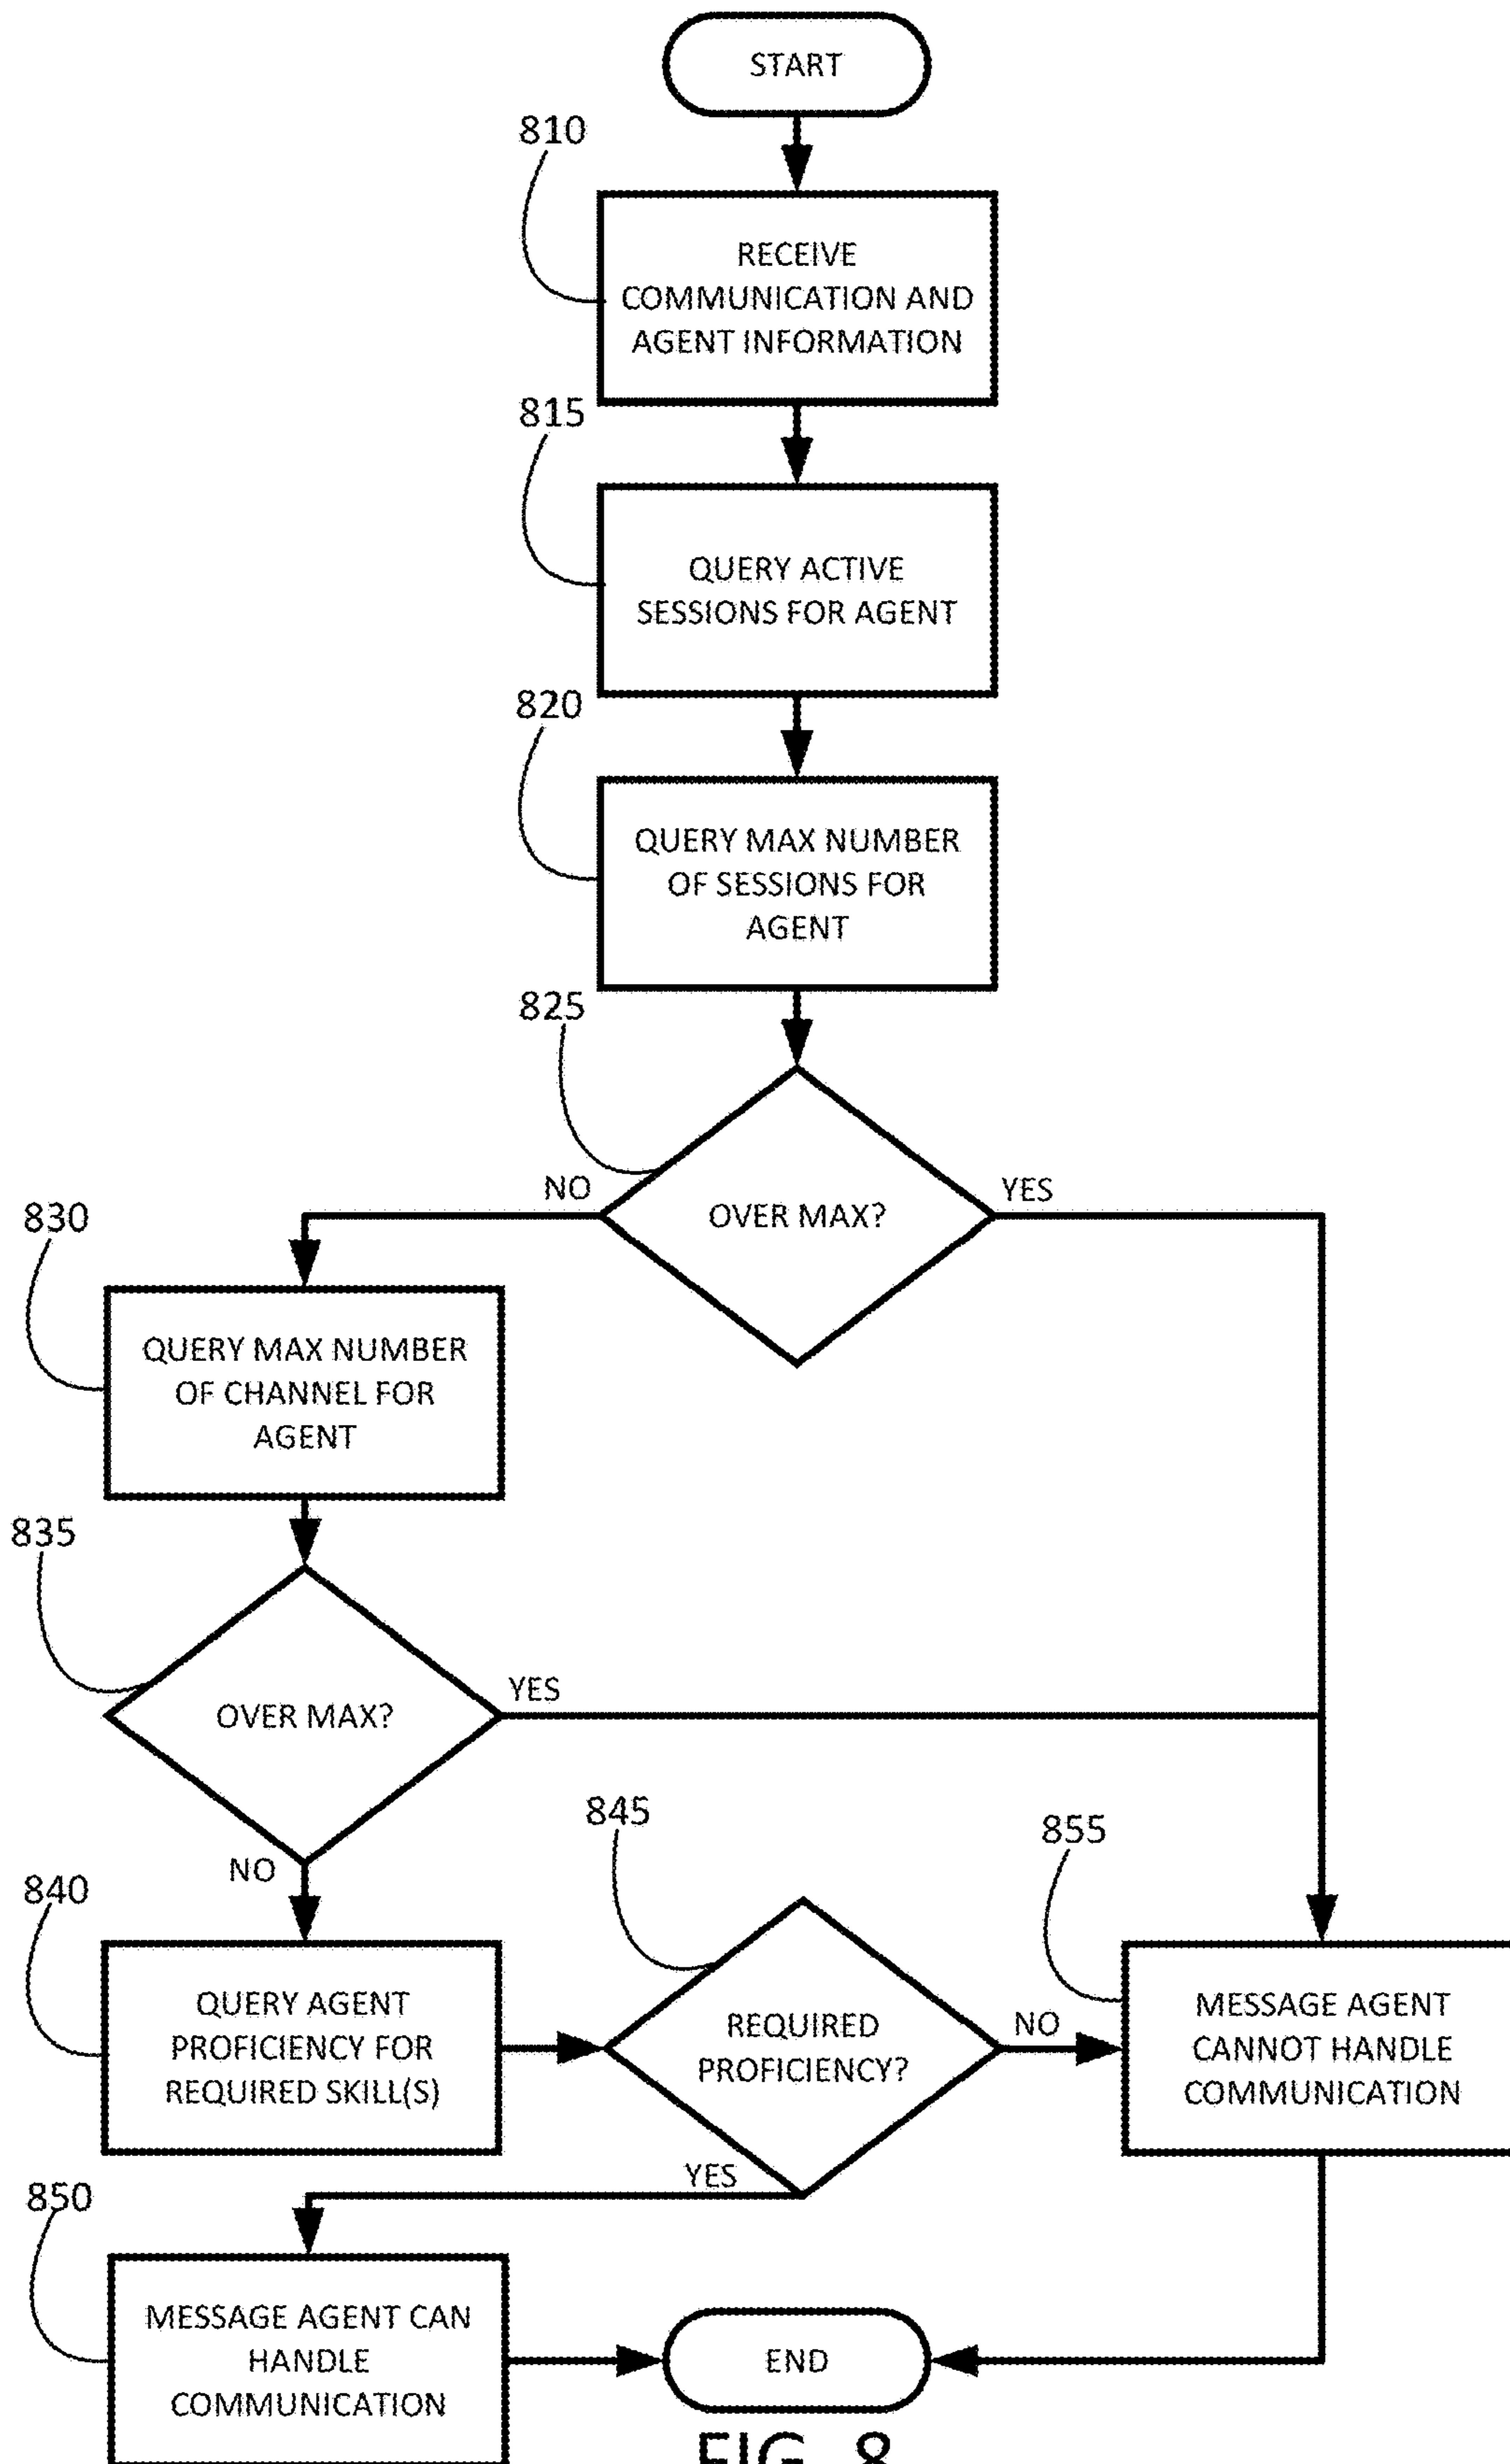 START
810
RECEIVE
COMMUNICATION AND
AGENT INFORMATION
815
QUERY ACTIVE
SESSIONS FOR AGENT
820
QUERY MAX NUMBER
OF SESSIONS FOR
AGENT
825
NO
OVER MAX?
YES
830
QUERY MAX NUMBER
OF CHANNEL FOR
AGENT
835
OVER MAX?
YES
NO
840
QUERY AGENT
PROFICIENCY FOR
REQUIRED SKILL(S)
845
REQUIRED
PROFICIENCY?
NO
YES
855
MESSAGE AGENT
CANNOT HANDLE
COMMUNICATION
850
MESSAGE AGENT CAN
HANDLE
COMMUNICATION
END
FIG. 8